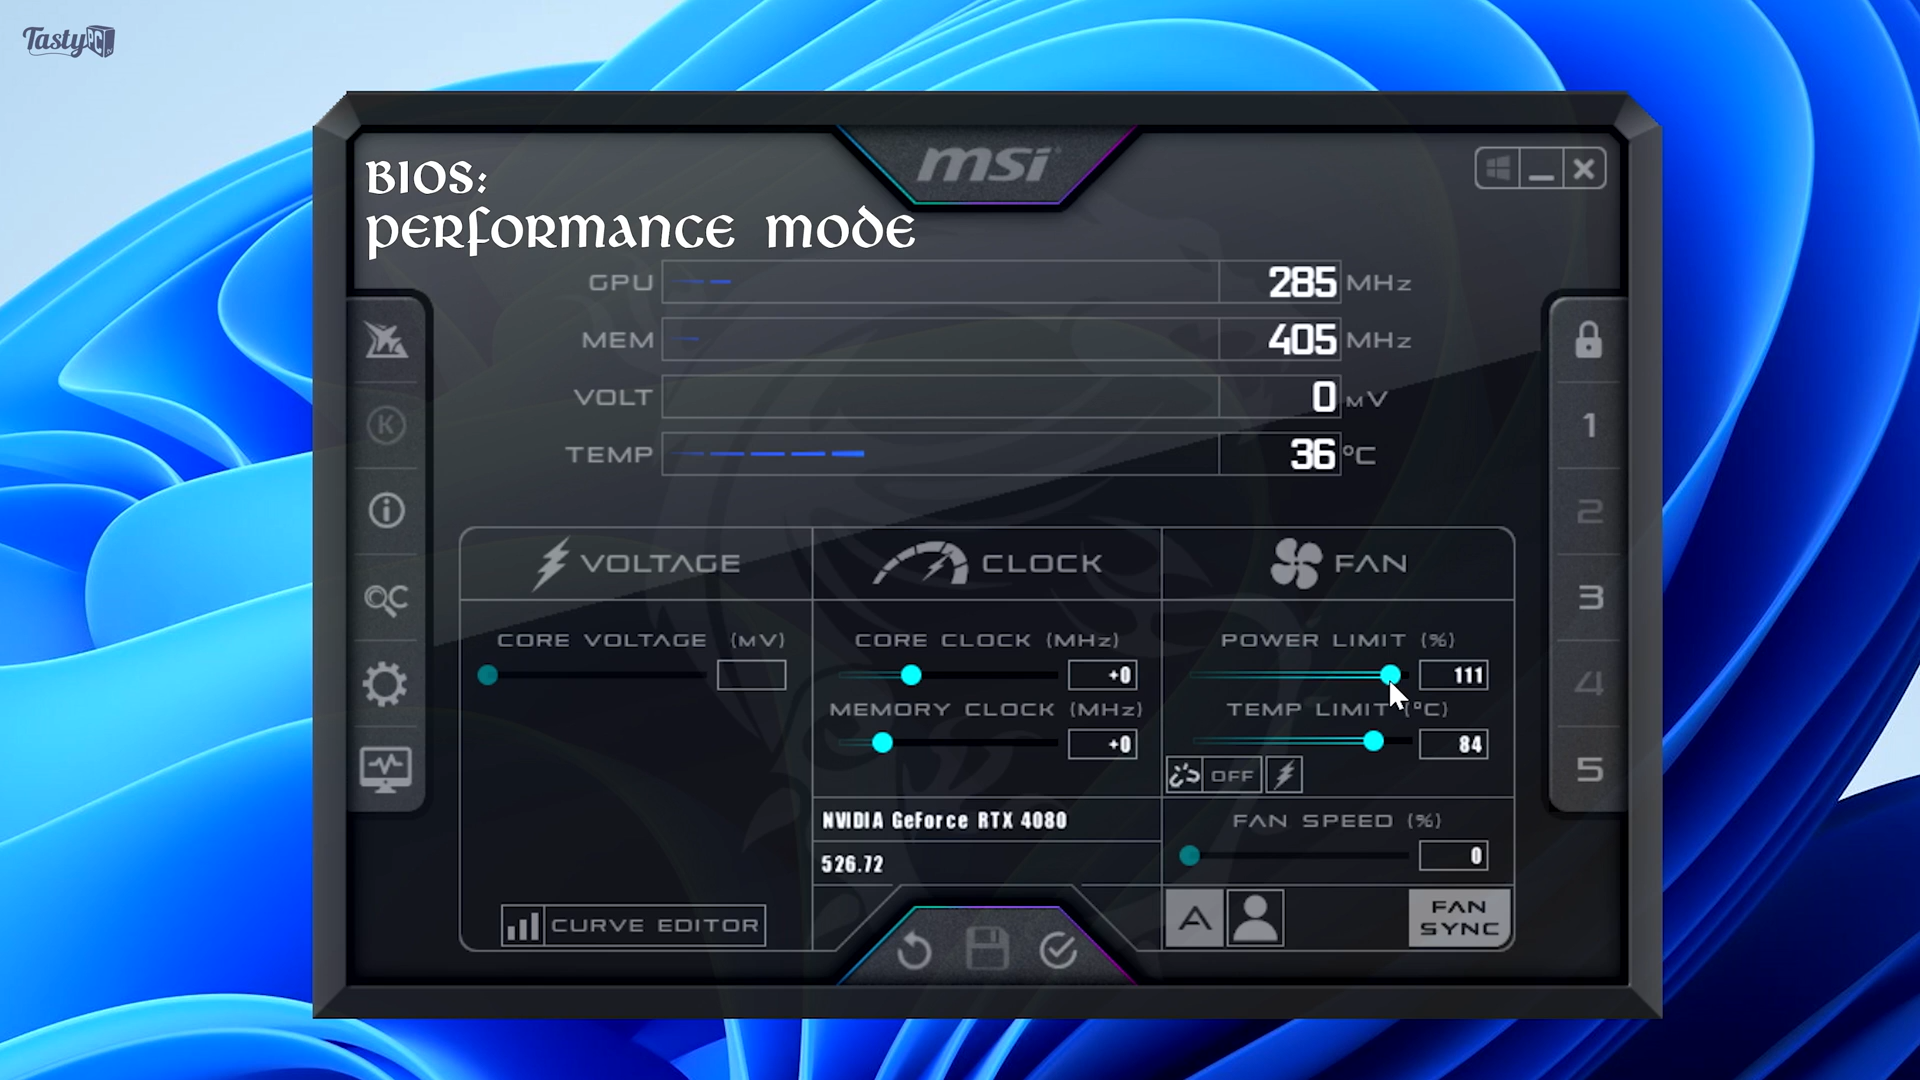 Tasty PC
msi
BIOS:
performance mode
GPU 285 MHz
MEM 405 MHz
VOLT 0 mV
TEMP 36 °C
K
i
OC
1
2
3
4
5
VOLTAGE
CORE VOLTAGE (MV)
CURVE EDITOR
CLOCK
CORE CLOCK (MHz)
+0
MEMORY CLOCK (MHz)
+0
NVIDIA GeForce RTX 4080
526.72
FAN
POWER LIMIT (%)
111
TEMP LIMIT (°C)
84
OFF
FAN SPEED (%)
0
A
FAN
SYNC